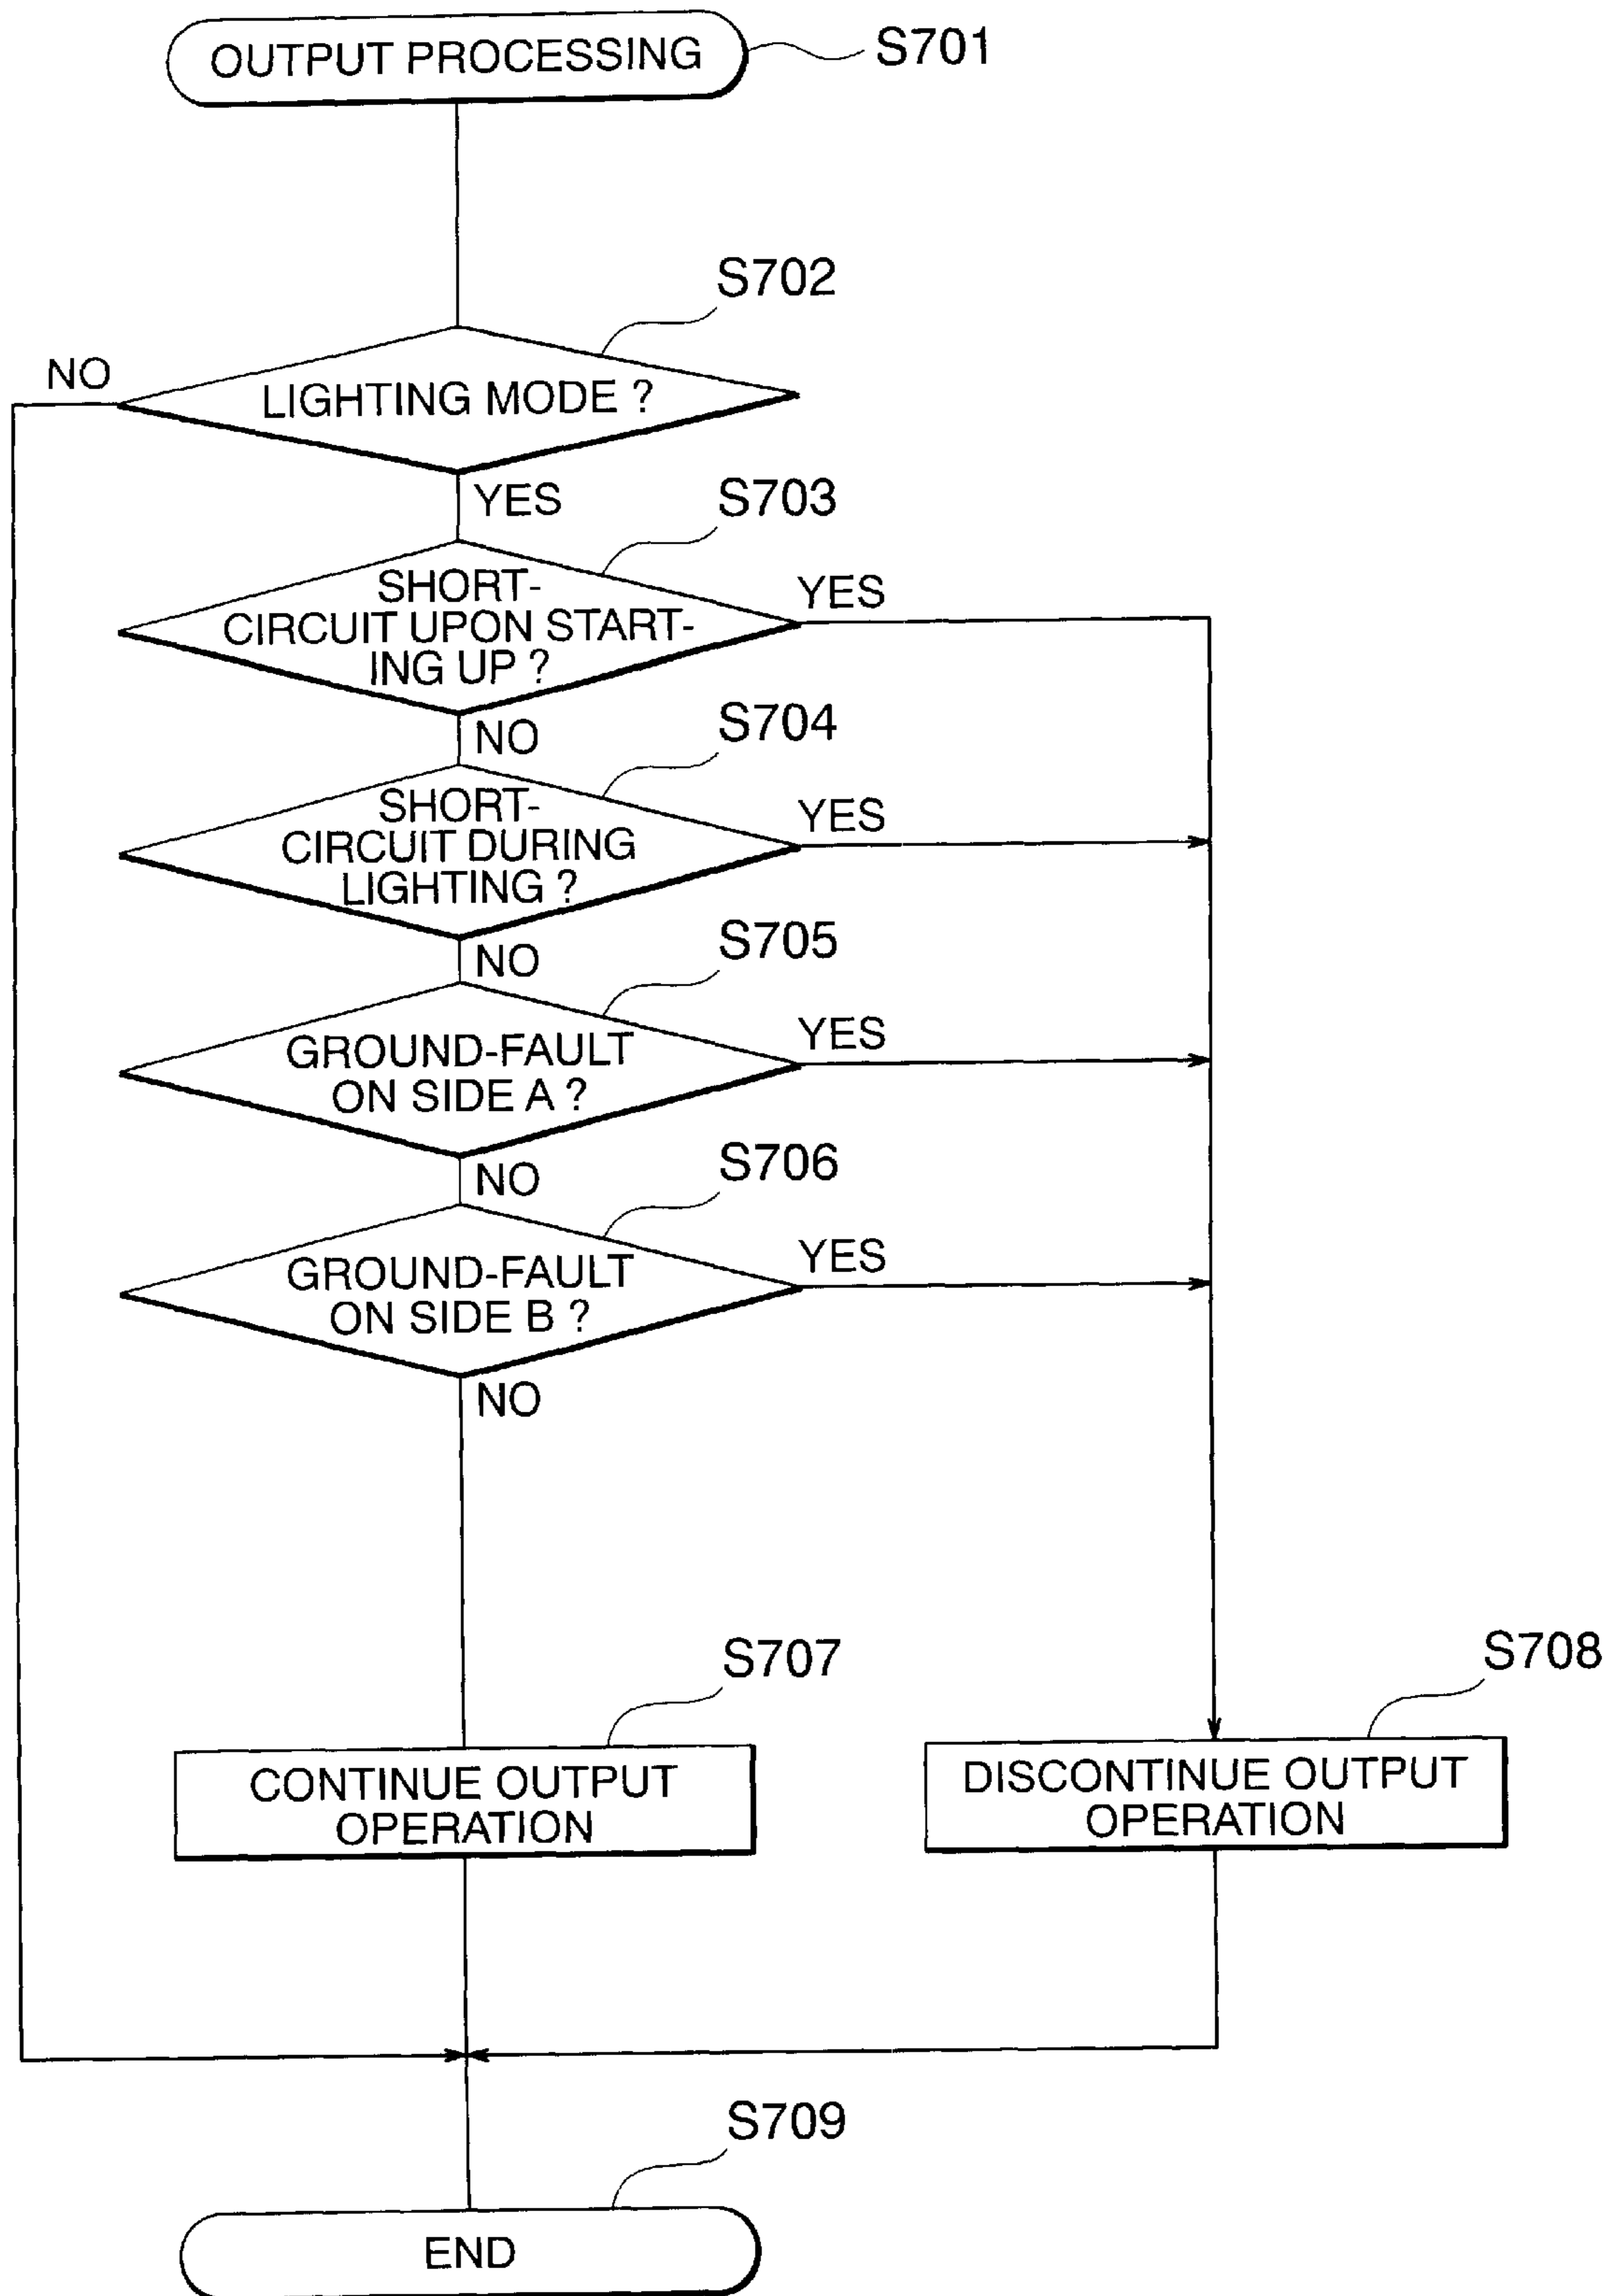 OUTPUT PROCESSING
S701
S702
NO
LIGHTING MODE ?
YES
S703
SHORT-
CIRCUIT UPON START-
ING UP ?
YES
NO
S704
SHORT-
CIRCUIT DURING
LIGHTING ?
YES
NO
S705
GROUND-FAULT
ON SIDE A ?
YES
NO
S706
GROUND-FAULT
ON SIDE B ?
YES
NO
S707
CONTINUE OUTPUT
OPERATION
S708
DISCONTINUE OUTPUT
OPERATION
S709
END